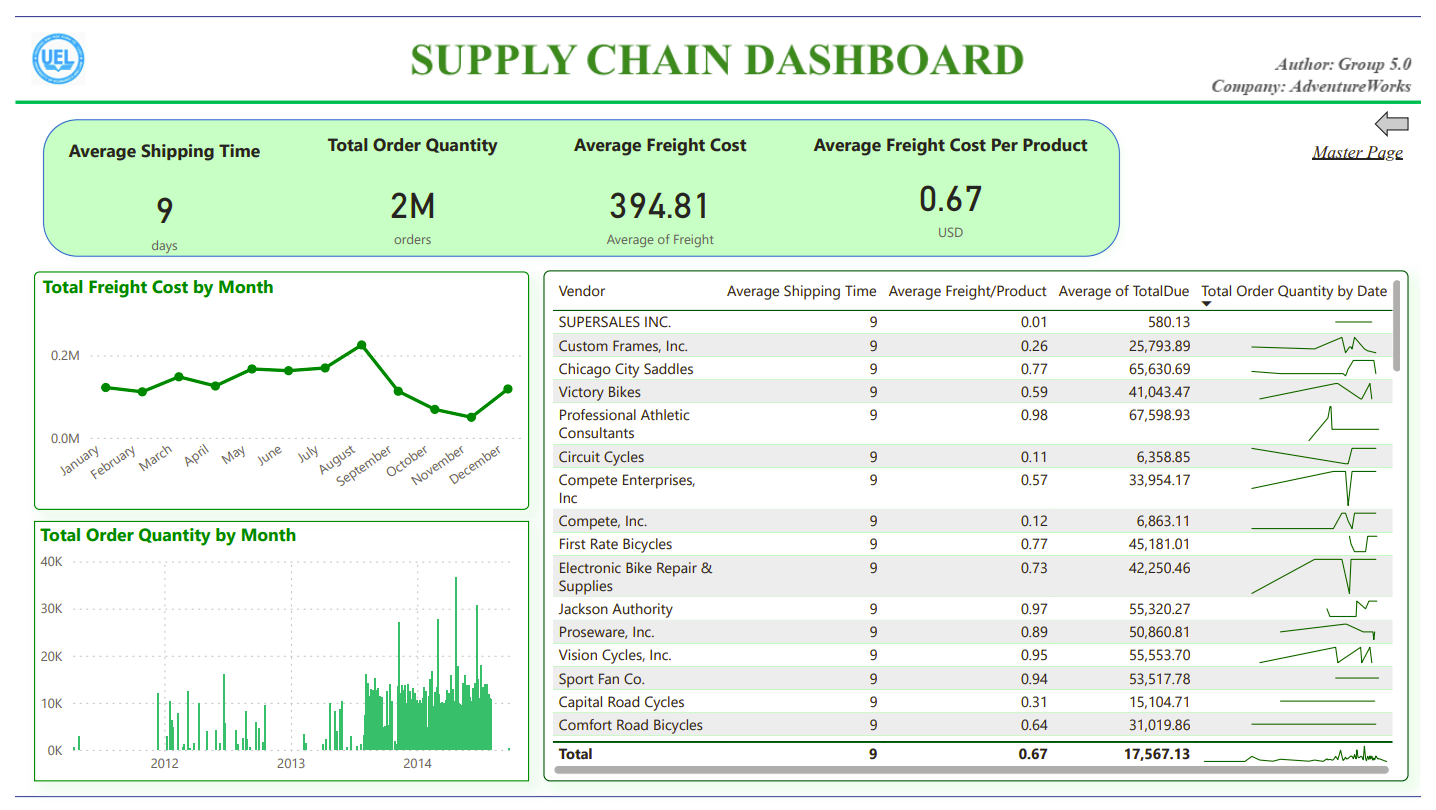 UEL
SUPPLY CHAIN DASHBOARD
Author: Group 5.0
Company: AdventureWorks
Master Page
Average Shipping Time
9
days
Total Order Quantity
2M
orders
Average Freight Cost
394.81
Average of Freight
Average Freight Cost Per Product
0.67
USD
Total Freight Cost by Month
0.2M
0.0M
January February March April May June July August September October November December
Total Order Quantity by Month
40K
30K
20K
10K
0K
2012 2013 2014
Vendor Average Shipping Time Average Freight/Product Average of TotalDue Total Order Quantity by Date
SUPERSALES INC. 9 0.01 580.13
Custom Frames, Inc. 9 0.26 25,793.89
Chicago City Saddles 9 0.77 65,630.69
Victory Bikes 9 0.59 41,043.47
Professional Athletic 9 0.98 67,598.93
Consultants
Circuit Cycles 9 0.11 6,358.85
Compete Enterprises, 9 0.57 33,954.17
Inc
Compete, Inc. 9 0.12 6,863.11
First Rate Bicycles 9 0.77 45,181.01
Electronic Bike Repair & 9 0.73 42,250.46
Supplies
Jackson Authority 9 0.97 55,320.27
Proseware, Inc. 9 0.89 50,860.81
Vision Cycles, Inc. 9 0.95 55,553.70
Sport Fan Co. 9 0.94 53,517.78
Capital Road Cycles 9 0.31 15,104.71
Comfort Road Bicycles 9 0.64 31,019.86
Total 9 0.67 17,567.13